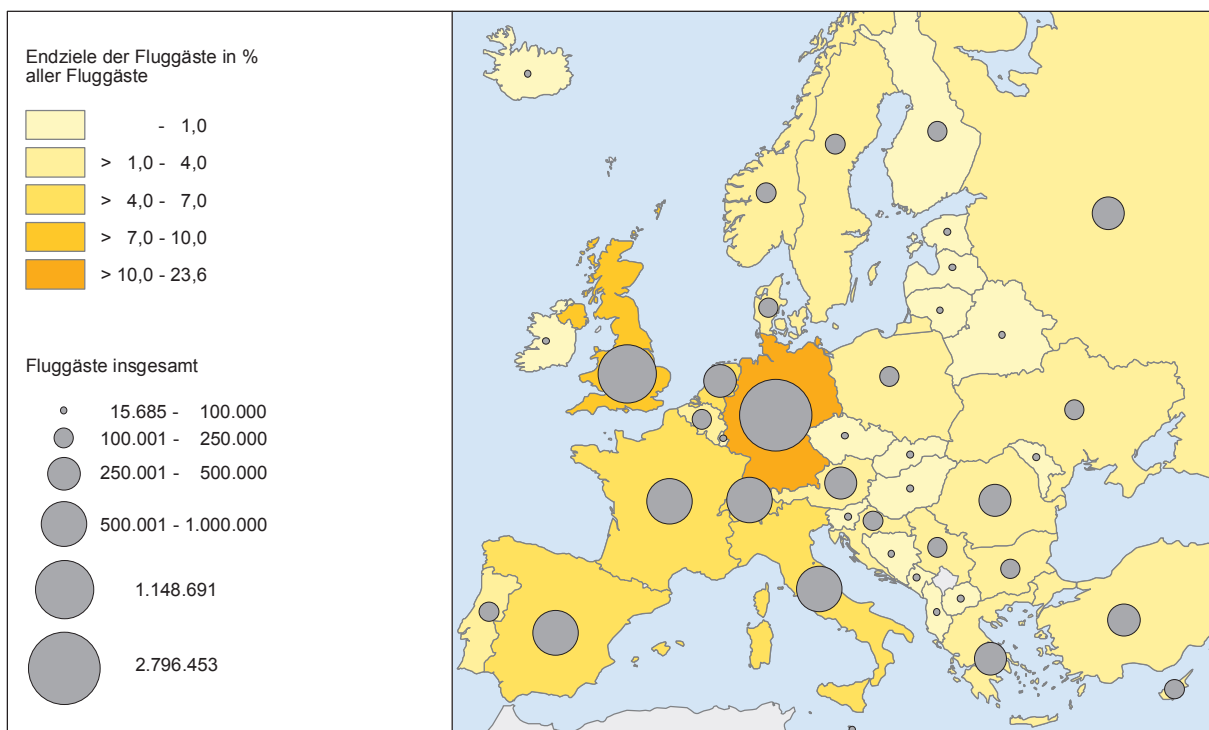 Endziele der Fluggäste in %
aller Fluggäste
- 1,0
> 1,0 - 4,0
> 4,0 - 7,0
> 7,0 - 10,0
> 10,0 - 23,6
Fluggäste insgesamt
15.685 - 100.000
100.001 - 250.000
250.001 - 500.000
500.001 - 1.000.000
1.148.691
2.796.453